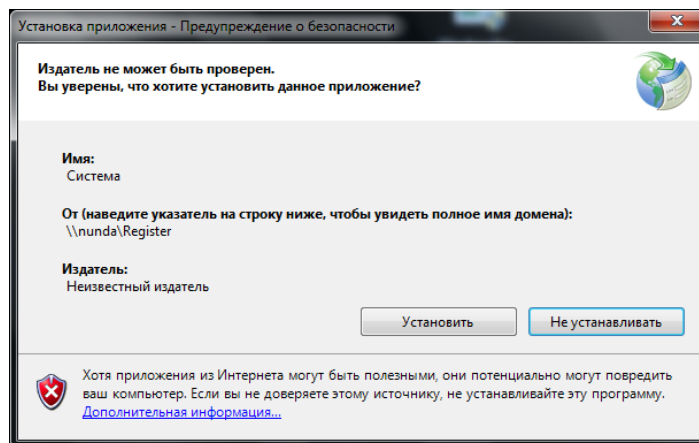 Установка приложения - Предупреждение о безопасности
Издатель не может быть проверен.
Вы уверены, что хотите установить данное приложение?
Имя:
Система
От (наведите указатель на строку ниже, чтобы увидеть полное имя домена):
\\nunda\Register
Издатель:
Неизвестный издатель
Установить
Не устанавливать
Хотя приложения из Интернета могут быть полезными, они потенциально могут повредить
ваш компьютер. Если вы не доверяете этому источнику, не устанавливайте эту программу.
Дополнительная информация...